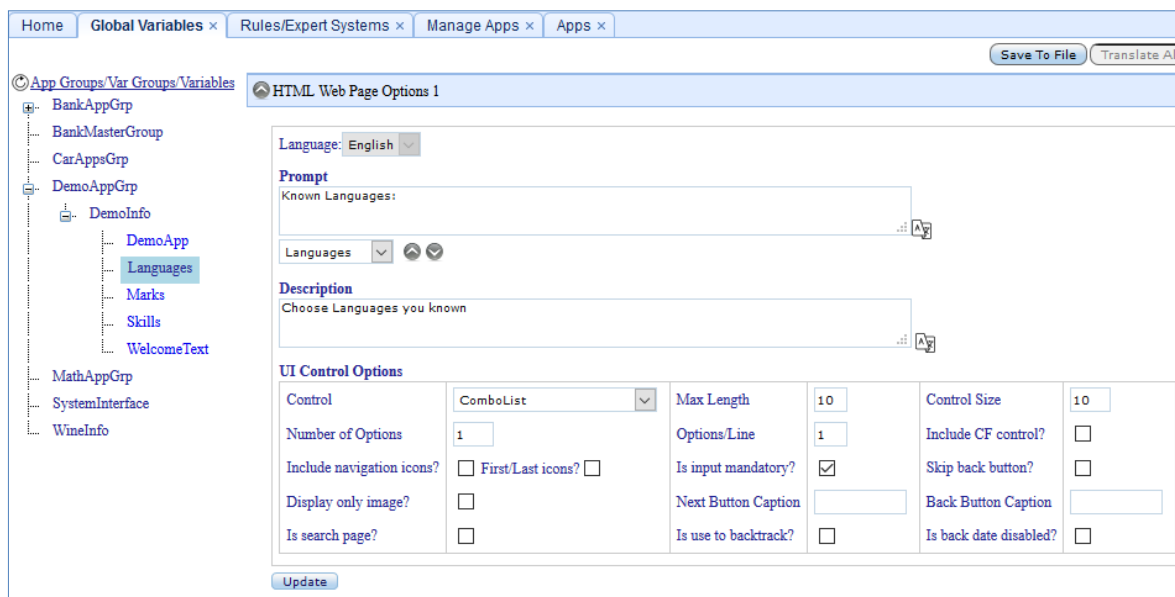 Home Global Variables × Rules/Expert Systems × Manage Apps × Apps ×
Save To File Translate Al
App Groups/Var Groups/Variables
BankAppGrp
BankMasterGroup
CarAppsGrp
DemoAppGrp
DemoInfo
DemoApp
Languages
Marks
Skills
WelcomeText
MathAppGrp
SystemInterface
WineInfo
HTML Web Page Options 1
Language: English
Prompt
Known Languages:
Languages
Description
Choose Languages you known
UI Control Options
Control ComboList Max Length 10 Control Size 10
Number of Options 1 Options/Line 1 Include CF control?
Include navigation icons? First/Last icons? Is input mandatory? Skip back button?
Display only image? Next Button Caption Back Button Caption
Is search page? Is use to backtrack? Is back date disabled?
Update